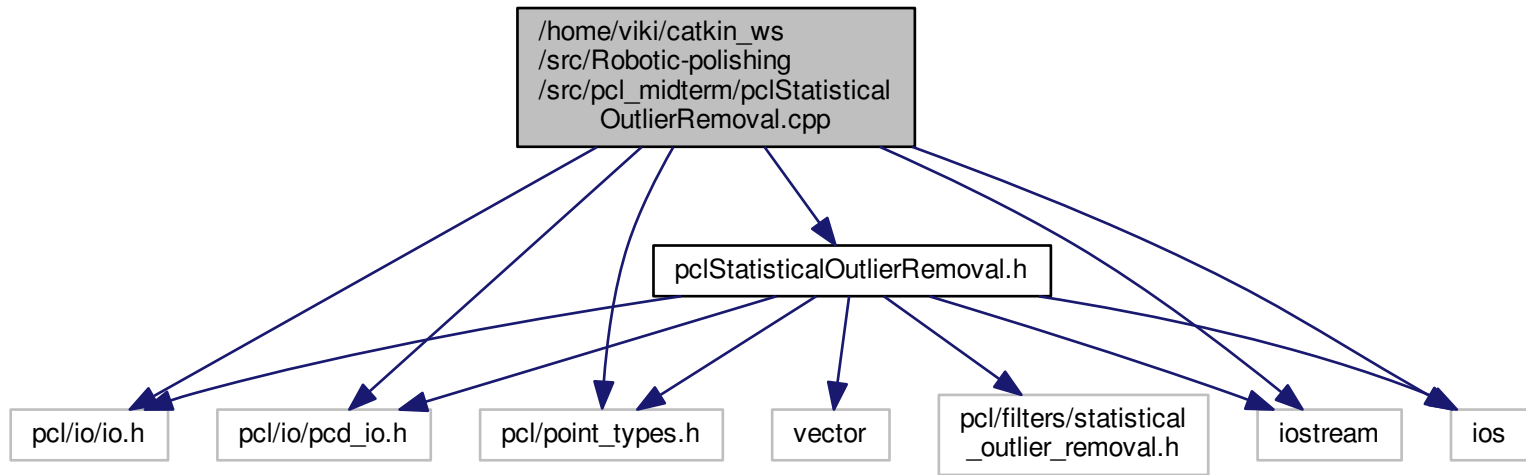 /home/viki/catkin_ws
/src/Robotic-polishing
/src/pcl_midterm/pclStatistical
OutlierRemoval.cpp
pclStatisticalOutlierRemoval.h
pcl/io/io.h
pcl/io/pcd_io.h
pcl/point_types.h
vector
pcl/filters/statistical
_outlier_removal.h
iostream
ios